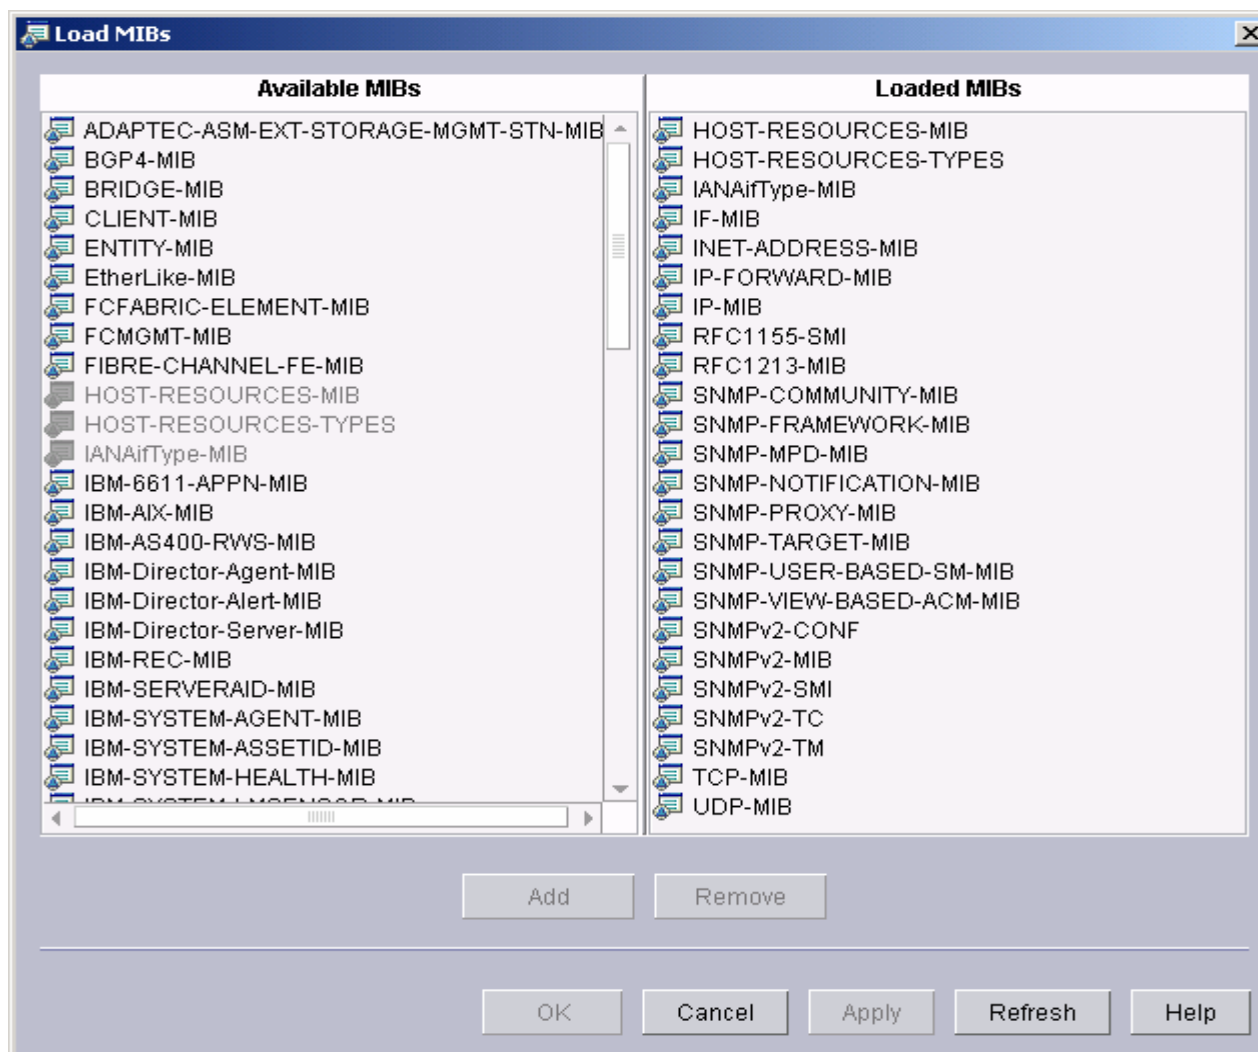 Load MIBs
Available MIBs
ADAPTEC-ASM-EXT-STORAGE-MGMT-STN-MIB
BGP4-MIB
BRIDGE-MIB
CLIENT-MIB
ENTITY-MIB
EtherLike-MIB
FCFABRIC-ELEMENT-MIB
FCMGMT-MIB
FIBRE-CHANNEL-FE-MIB
HOST-RESOURCES-MIB
HOST-RESOURCES-TYPES
IANAifType-MIB
IBM-6611-APPN-MIB
IBM-AIX-MIB
IBM-AS400-RWS-MIB
IBM-Director-Agent-MIB
IBM-Director-Alert-MIB
IBM-Director-Server-MIB
IBM-REC-MIB
IBM-SERVERAID-MIB
IBM-SYSTEM-AGENT-MIB
IBM-SYSTEM-ASSETID-MIB
IBM-SYSTEM-HEALTH-MIB
IBM-SYSTEM-LMSENSOR-MIB
Loaded MIBs
HOST-RESOURCES-MIB
HOST-RESOURCES-TYPES
IANAifType-MIB
IF-MIB
INET-ADDRESS-MIB
IP-FORWARD-MIB
IP-MIB
RFC1155-SMI
RFC1213-MIB
SNMP-COMMUNITY-MIB
SNMP-FRAMEWORK-MIB
SNMP-MPD-MIB
SNMP-NOTIFICATION-MIB
SNMP-PROXY-MIB
SNMP-TARGET-MIB
SNMP-USER-BASED-SM-MIB
SNMP-VIEW-BASED-ACM-MIB
SNMPv2-CONF
SNMPv2-MIB
SNMPv2-SMI
SNMPv2-TC
SNMPv2-TM
TCP-MIB
UDP-MIB
Add Remove
OK Cancel Apply Refresh Help